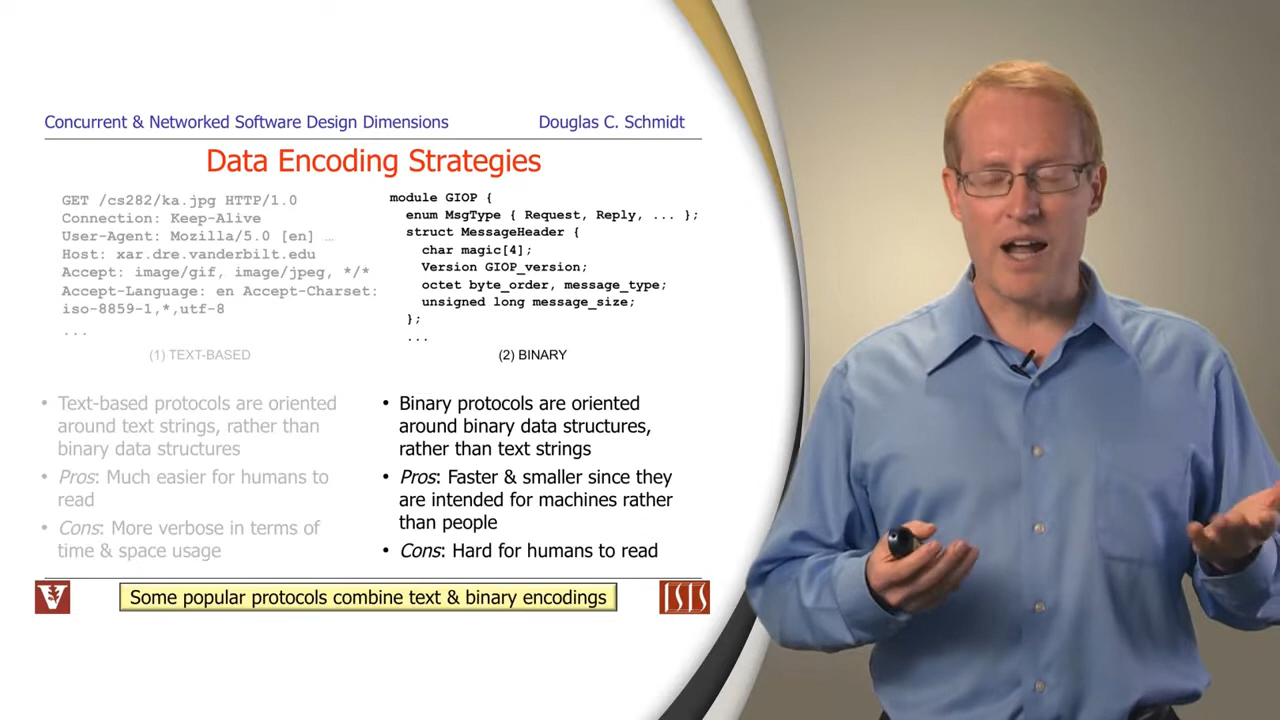 Concurrent & Networked Software Design Dimensions
Douglas C. Schmidt
Data Encoding Strategies
GET /cs282/ka.jpg HTTP/1.0
Connection: Keep-Alive
User-Agent: Mozilla/5.0 [en] …
Host: xar.dre.vanderbilt.edu
Accept: image/gif, image/jpeg, */*
Accept-Language: en Accept-Charset:
iso-8859-1,*,utf-8
...
(1) TEXT-BASED
module GIOP {
enum MsgType { Request, Reply, ... };
struct MessageHeader {
char magic[4];
Version GIOP_version;
octet byte_order, message_type;
unsigned long message_size;
};
...
(2) BINARY
• Text-based protocols are oriented
around text strings, rather than
binary data structures
• Pros: Much easier for humans to
read
• Cons: More verbose in terms of
time & space usage
• Binary protocols are oriented
around binary data structures,
rather than text strings
• Pros: Faster & smaller since they
are intended for machines rather
than people
• Cons: Hard for humans to read
V
Some popular protocols combine text & binary encodings
ISIS